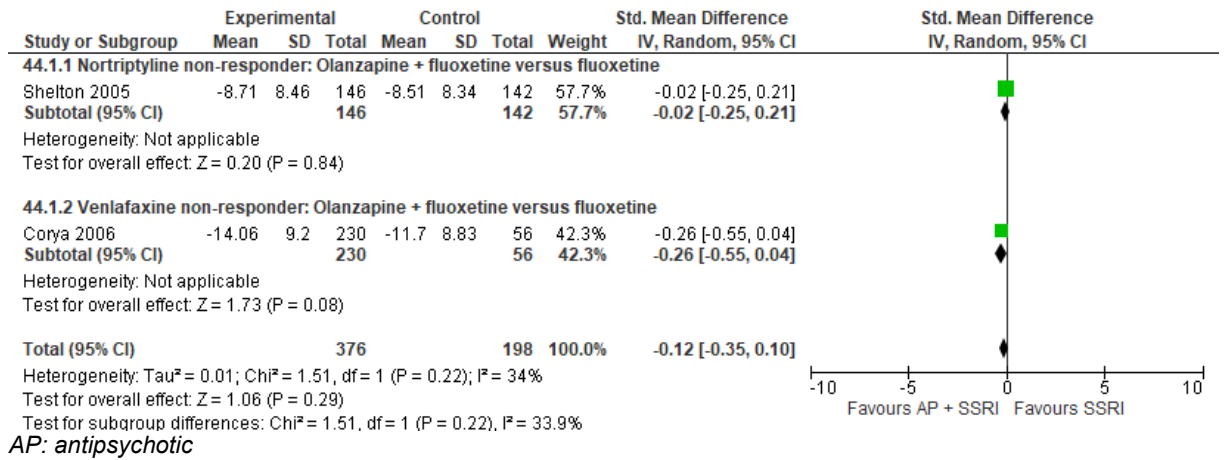 Experimental Control Std. Mean Difference Std. Mean Difference
Study or Subgroup Mean SD Total Mean SD Total Weight IV, Random, 95% CI IV, Random, 95% CI
44.1.1 Nortriptyline non-responder: Olanzapine + fluoxetine versus fluoxetine
Shelton 2005 -8.71 8.46 146 -8.51 8.34 142 57.7% -0.02 [-0.25, 0.21]
Subtotal (95% CI) 146 142 57.7% -0.02 [-0.25, 0.21]
Heterogeneity: Not applicable
Test for overall effect: Z = 0.20 (P = 0.84)
44.1.2 Venlafaxine non-responder: Olanzapine + fluoxetine versus fluoxetine
Corya 2006 -14.06 9.2 230 -11.7 8.83 56 42.3% -0.26 [-0.55, 0.04]
Subtotal (95% CI) 230 56 42.3% -0.26 [-0.55, 0.04]
Heterogeneity: Not applicable
Test for overall effect: Z = 1.73 (P = 0.08)
Total (95% CI) 376 198 100.0% -0.12 [-0.35, 0.10]
Heterogeneity: Tau² = 0.01; Chi² = 1.51, df = 1 (P = 0.22); I² = 34%
Test for overall effect: Z = 1.06 (P = 0.29)
Test for subgroup differences: Chi² = 1.51, df = 1 (P = 0.22), I² = 33.9%
-10 -5 0 5 10
Favours AP + SSRI Favours SSRI
AP: antipsychotic